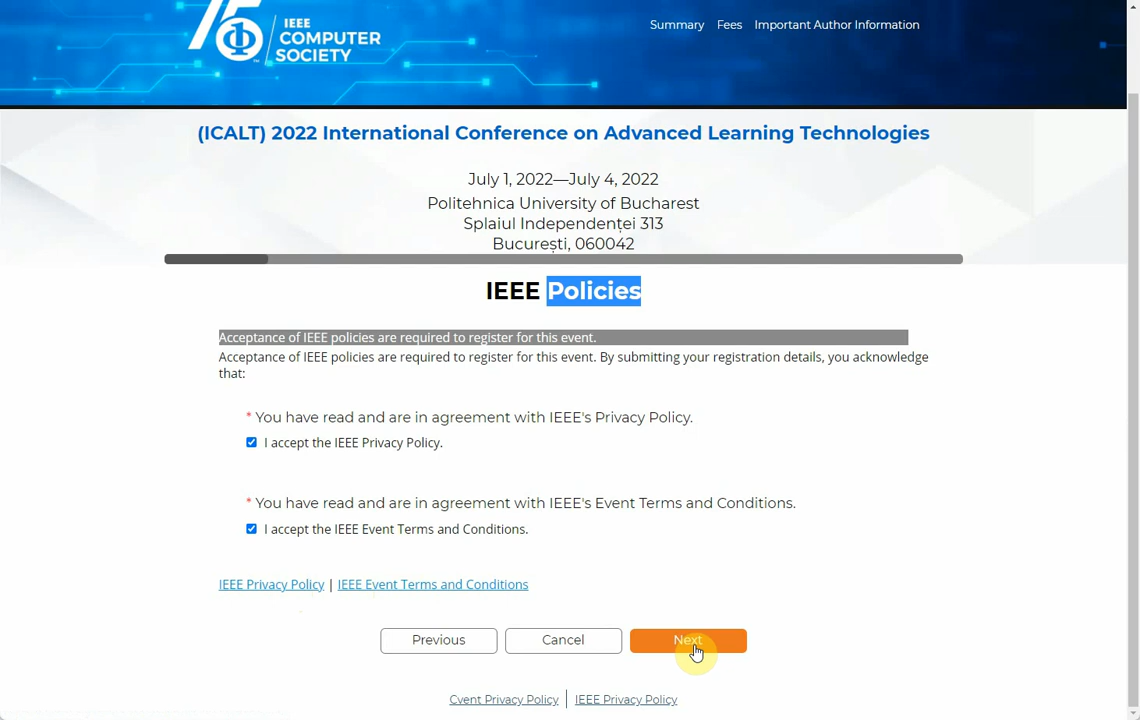 75
IEEE
COMPUTER
SOCIETY
TM
Summary Fees Important Author Information
(ICALT) 2022 International Conference on Advanced Learning Technologies
July 1, 2022—July 4, 2022
Politehnica University of Bucharest
Splaiul Independenței 313
București, 060042
IEEE Policies
Acceptance of IEEE policies are required to register for this event.
Acceptance of IEEE policies are required to register for this event. By submitting your registration details, you acknowledge
that:
* You have read and are in agreement with IEEE's Privacy Policy.
I accept the IEEE Privacy Policy.
* You have read and are in agreement with IEEE's Event Terms and Conditions.
I accept the IEEE Event Terms and Conditions.
IEEE Privacy Policy | IEEE Event Terms and Conditions
Previous Cancel Next
Cvent Privacy Policy | IEEE Privacy Policy